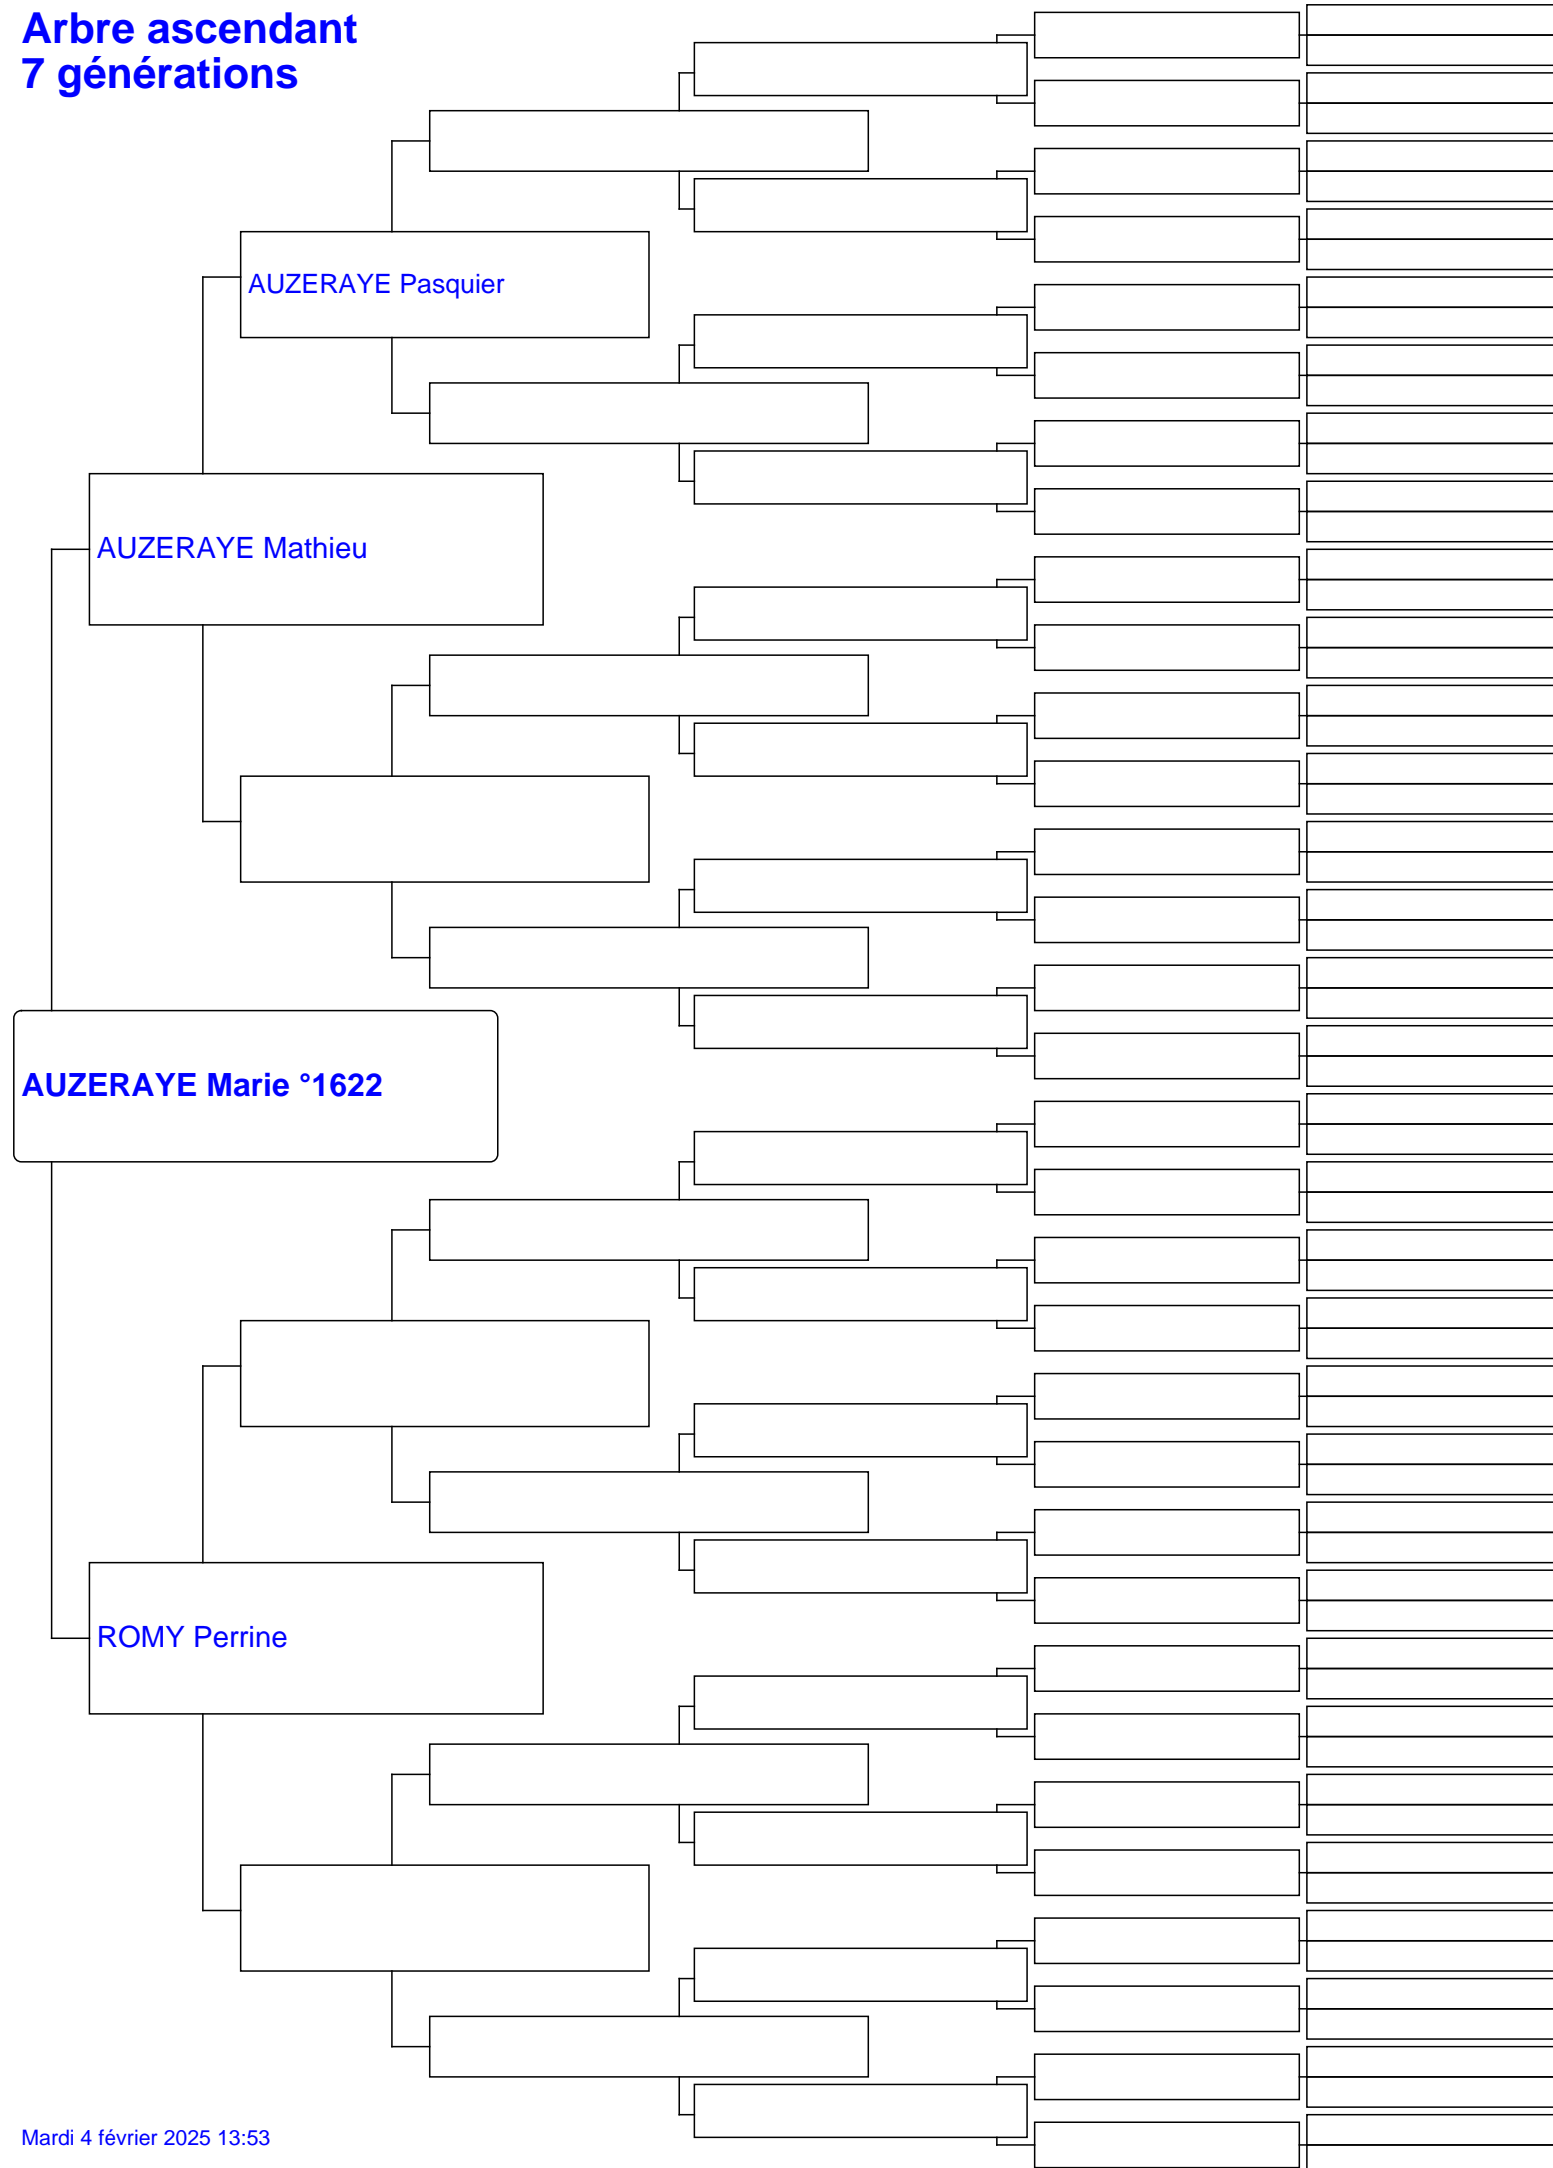 Arbre ascendant
7 générations
AUZERAYE Pasquier
AUZERAYE Mathieu
AUZERAYE Marie °1622
ROMY Perrine
Mardi 4 février 2025 13:53